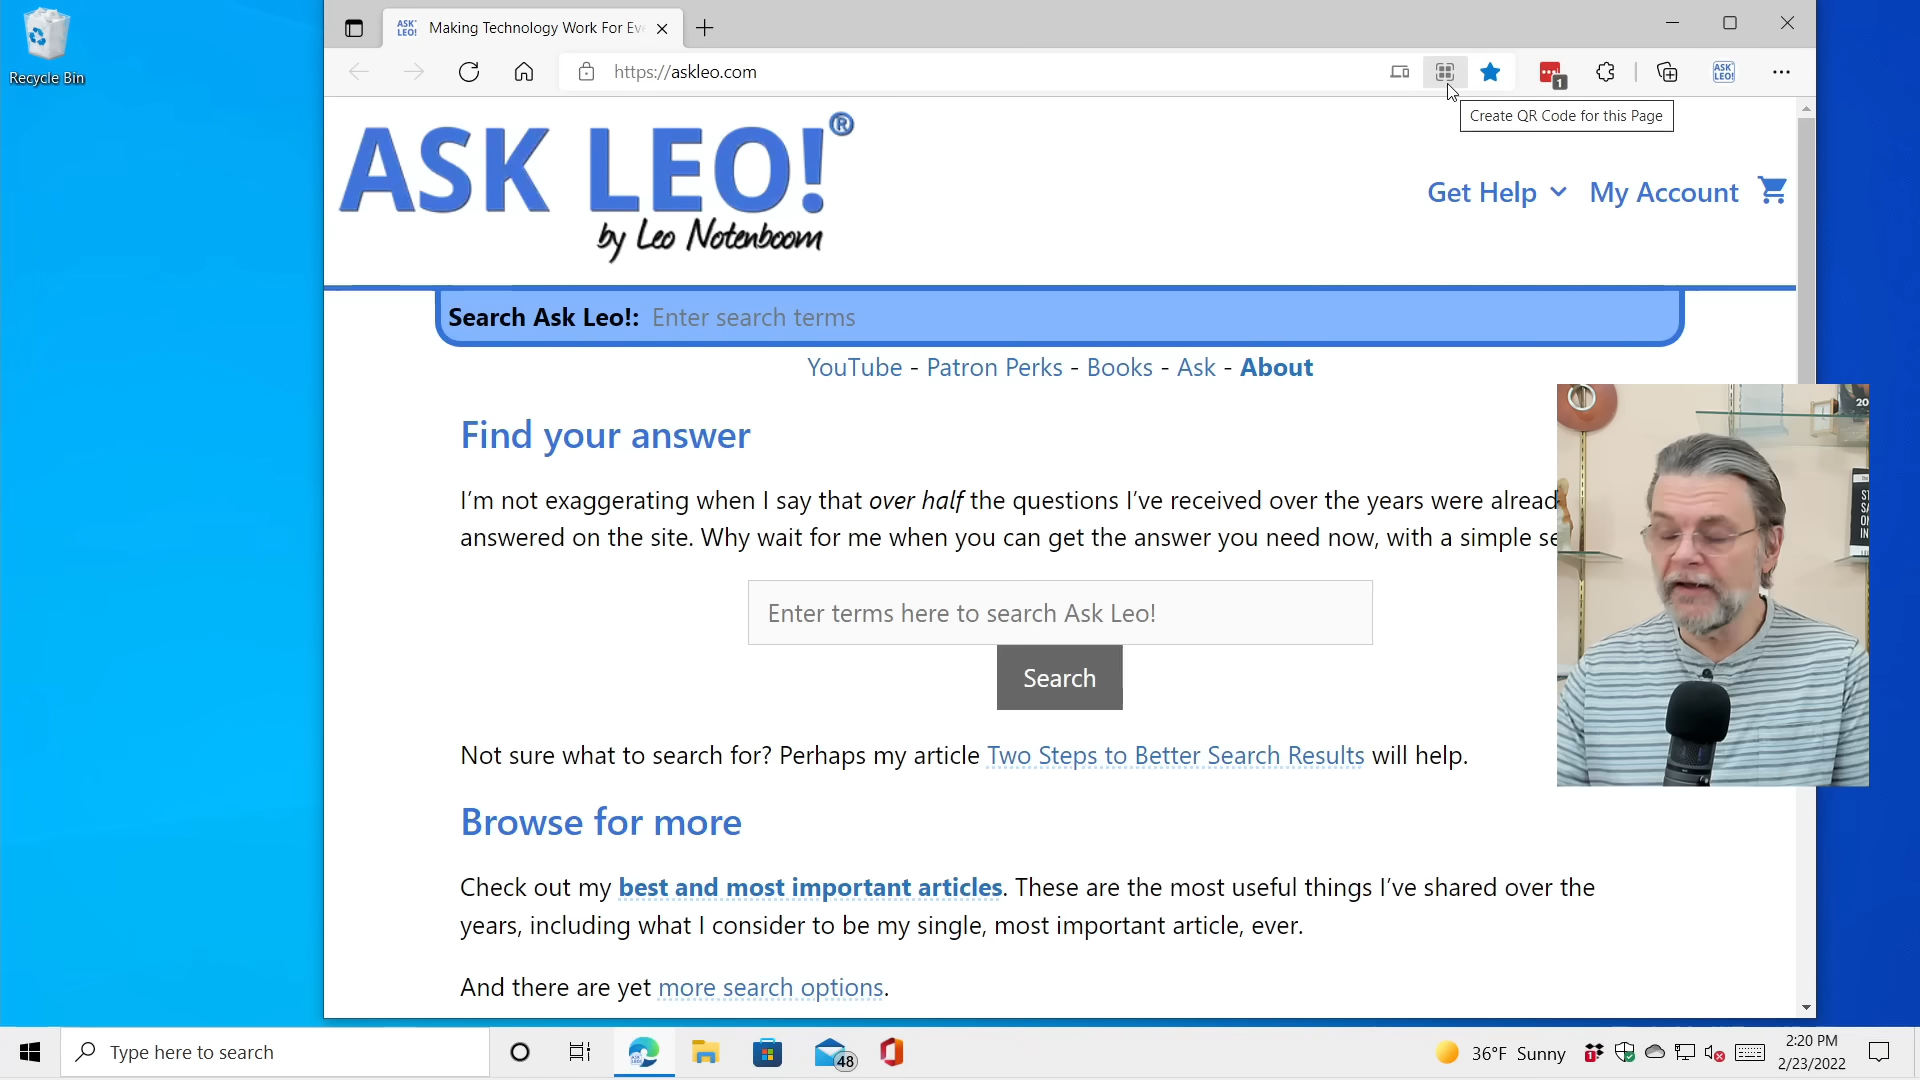 Recycle Bin
ASK LEO!
Making Technology Work For Eve
https://askleo.com
1
ASK LEO!
Create QR Code for this Page
ASK LEO!®
by Leo Notenboom
Get Help
My Account
Search Ask Leo!: Enter search terms
YouTube - Patron Perks - Books - Ask - About
Find your answer
I'm not exaggerating when I say that over half the questions I've received over the years were alread
answered on the site. Why wait for me when you can get the answer you need now, with a simple se
Enter terms here to search Ask Leo!
Search
Not sure what to search for? Perhaps my article Two Steps to Better Search Results will help.
Browse for more
Check out my best and most important articles. These are the most useful things I've shared over the
years, including what I consider to be my single, most important article, ever.
And there are yet more search options.
20
Type here to search
48
36°F Sunny
1
2:20 PM
2/23/2022